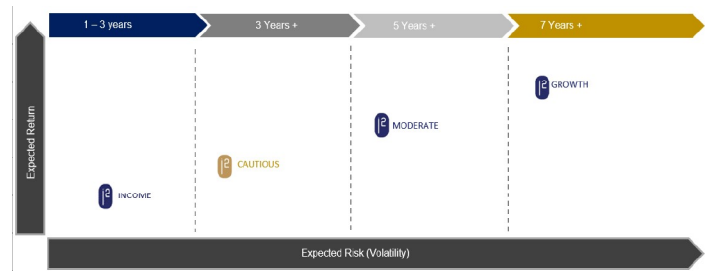 1 – 3 years
3 Years +
5 Years +
7 Years +
Expected Return
GROWTH
MODERATE
CAUTIOUS
INCOME
Expected Risk (Volatility)